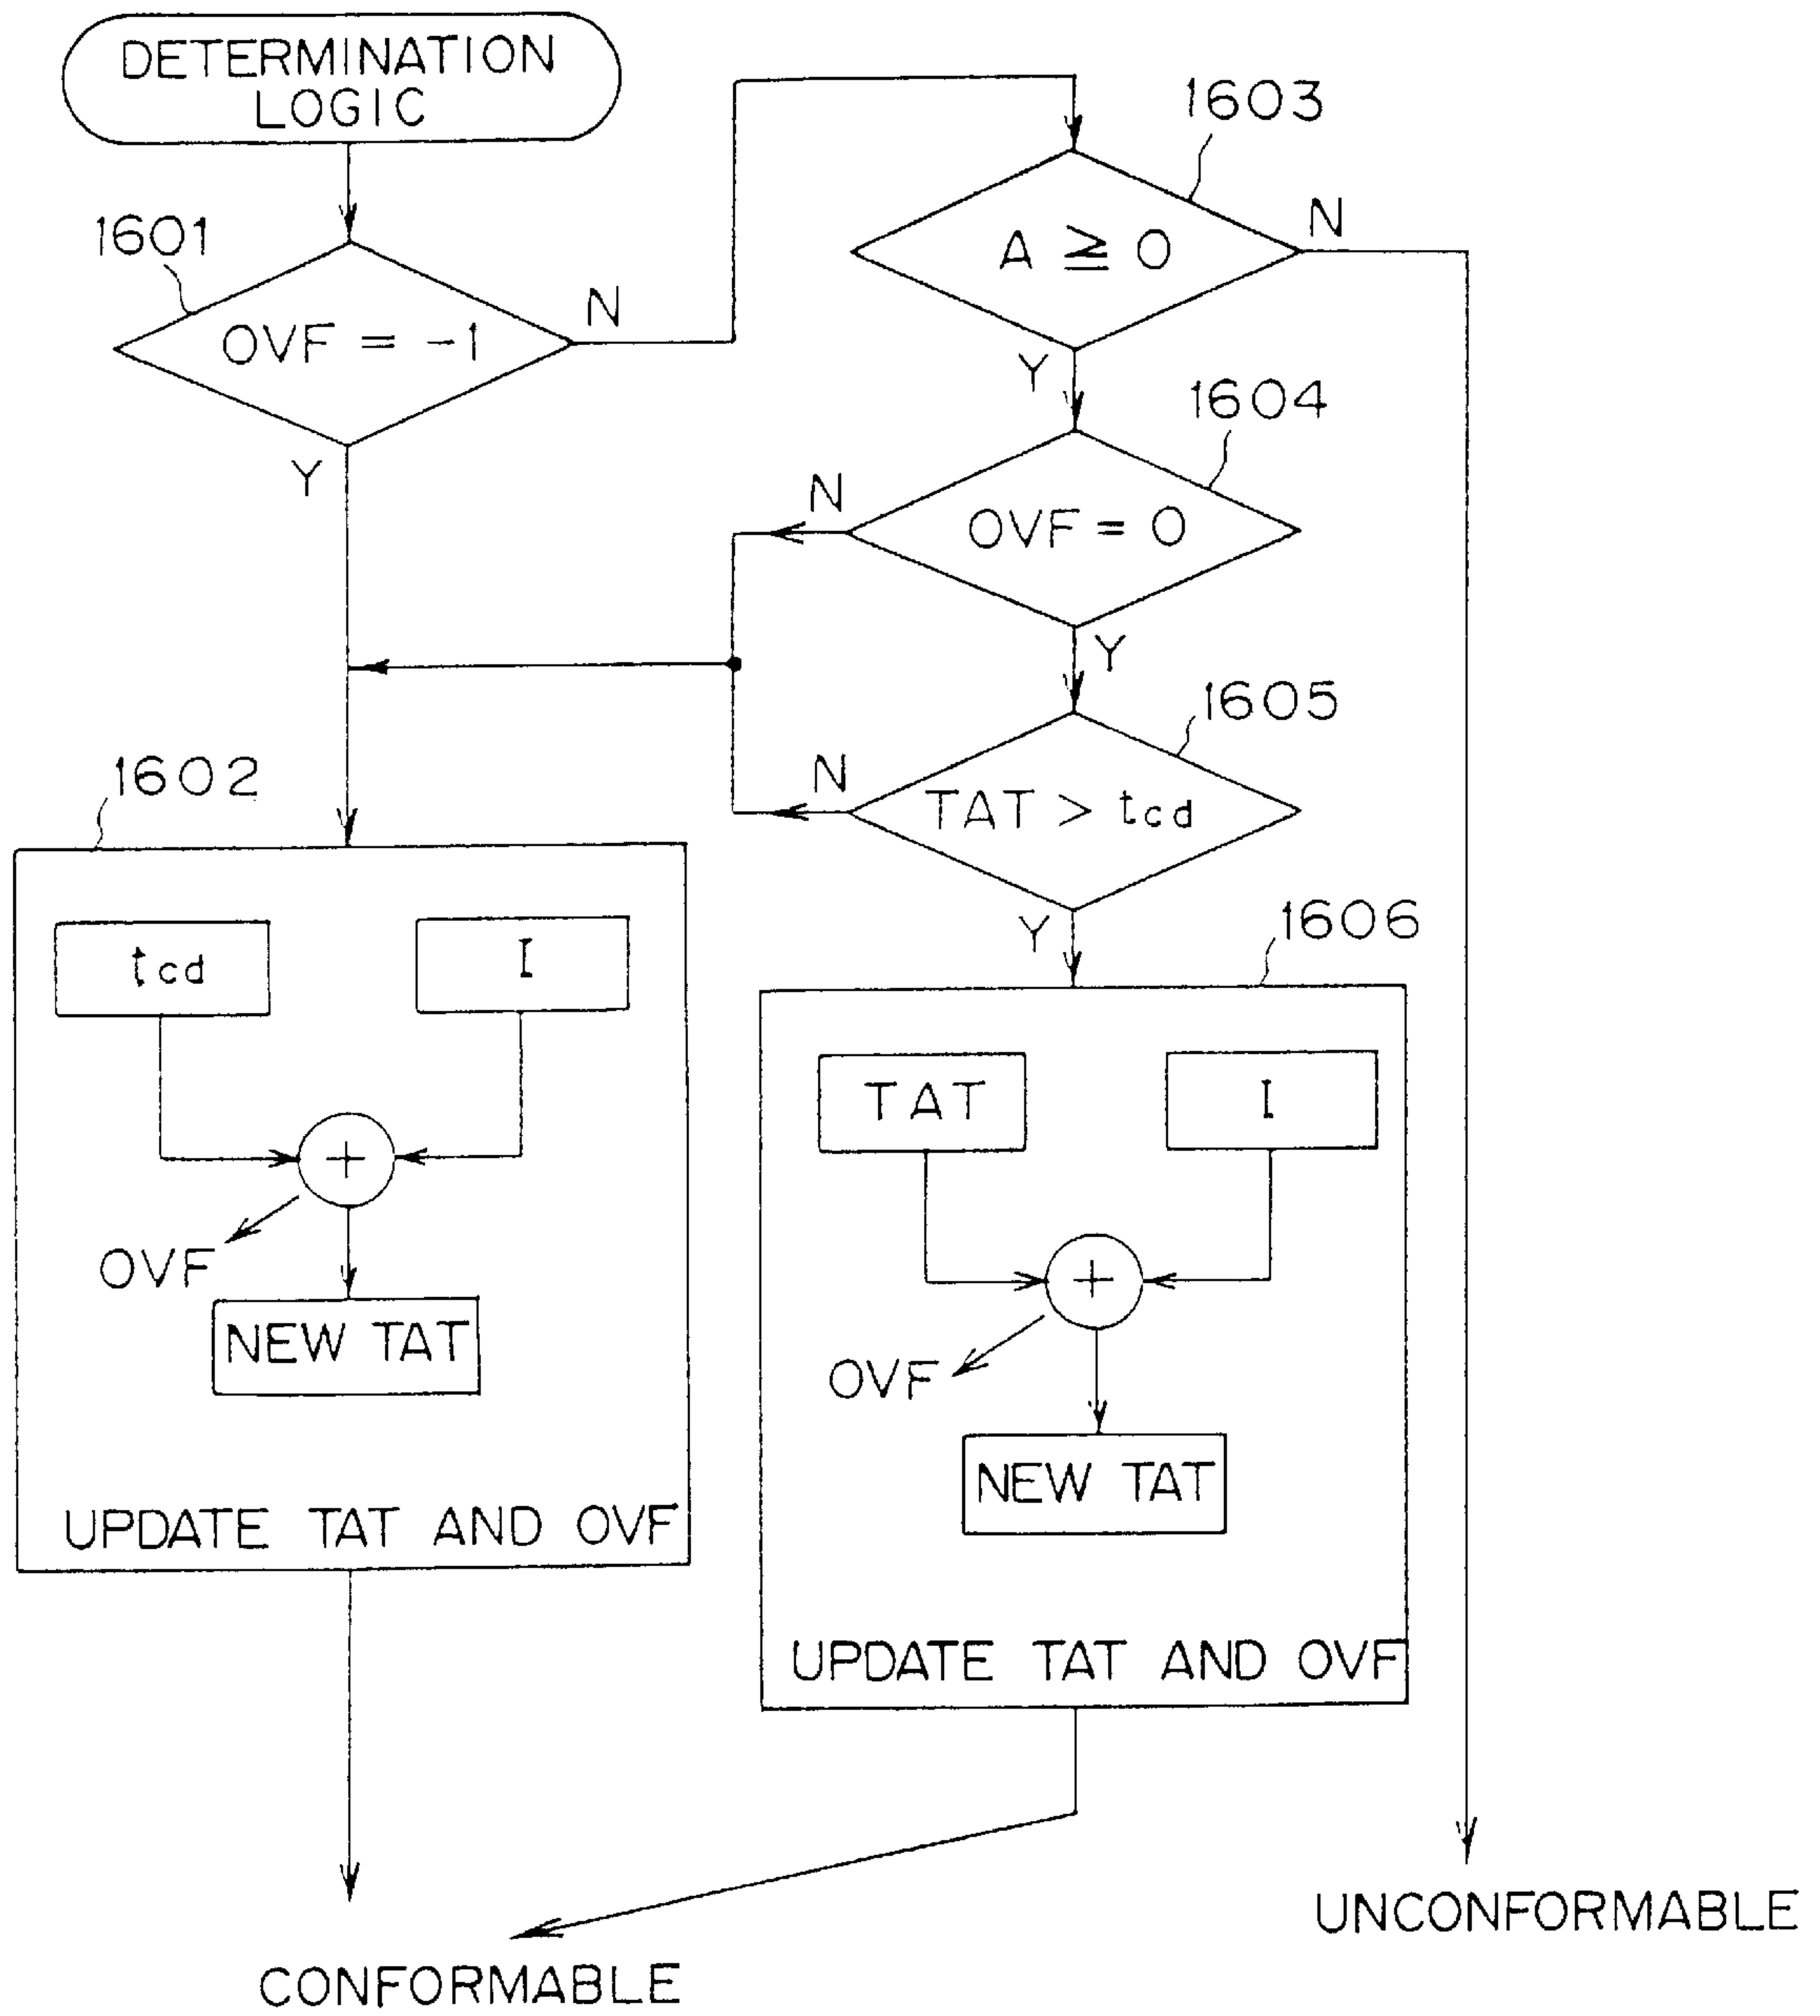 DETERMINATION
LOGIC
1601
OVF = -1
N
Y
1603
A ≧ 0
N
Y
1604
OVF = 0
N
Y
1605
TAT > tcd
N
Y
1602
tcd
I
+
OVF
NEW TAT
UPDATE TAT AND OVF
1606
TAT
I
+
OVF
NEW TAT
UPDATE TAT AND OVF
CONFORMABLE
UNCONFORMABLE